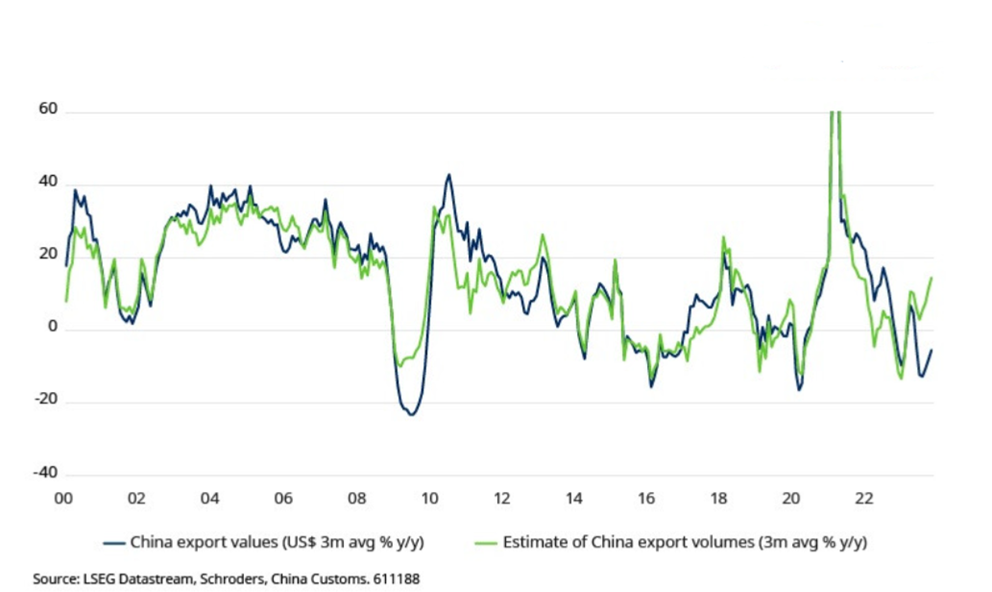 60
40
20
0
-20
-40
00 02 04 06 08 10 12 14 16 18 20 22
China export values (US$ 3m avg % y/y) Estimate of China export volumes (3m avg % y/y)
Source: LSEG Datastream, Schroders, China Customs. 611188